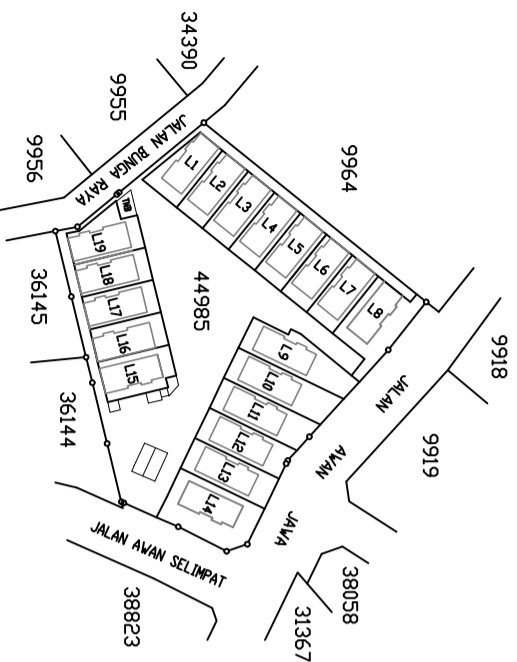 34390
9955
9956
JALAN BUNGA RAYA
9964
L1
L2
L3
L4
L5
L6
L7
L8
TNB
L19
L18
L17
L16
L15
44985
36145
36144
L9
L10
L11
L12
L13
L14
9918
9919
JALAN
AWAN
JAWA
JALAN AWAN SELIMPAT
38058
31367
38823